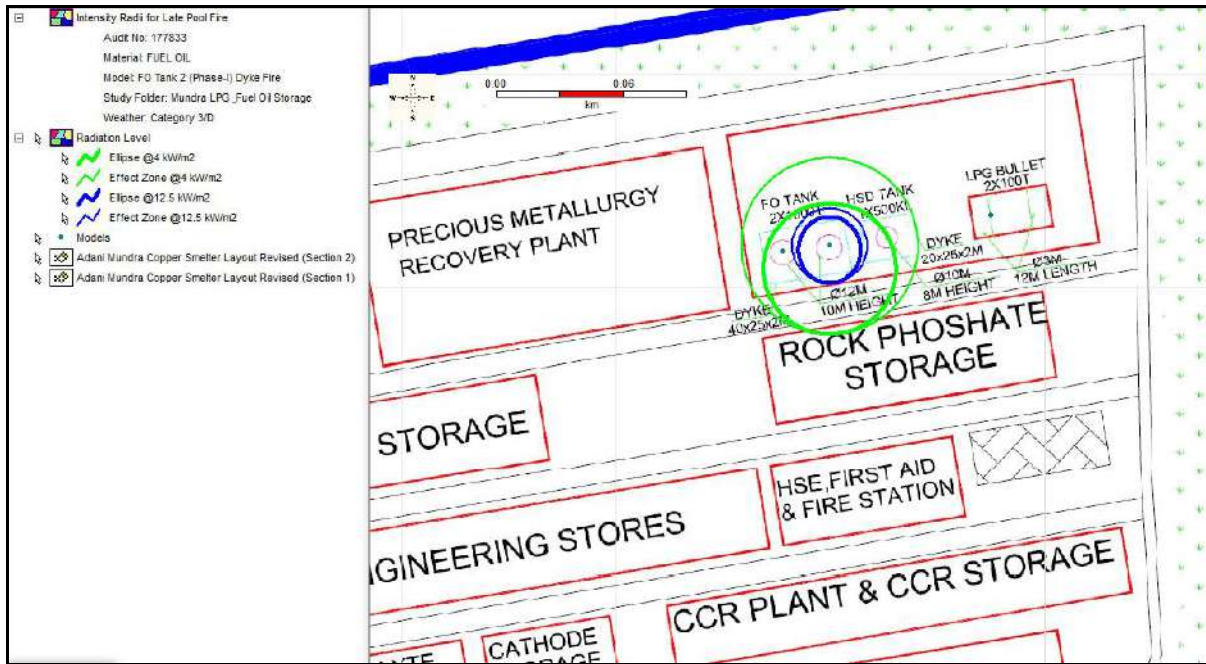 Intensity Radii for Late Pool Fire
Audit No: 177833
Material: FUEL OIL
Model: FO Tank 2 (Phase-I) Dyke Fire
Study Folder: Mundra LPG_Fuel Oil Storage
Weather: Category 3/D
Radiation Level
Ellipse @4 kW/m2
Effect Zone @4 kW/m2
Ellipse @12.5 kW/m2
Effect Zone @12.5 kW/m2
Models
Adani Mundra Copper Smelter Layout Revised (Section 2)
Adani Mundra Copper Smelter Layout Revised (Section 1)
N
W
E
S
0.00 0.06
km
PRECIOUS METALLURGY
RECOVERY PLANT
FO TANK
HSD TANK
LPG BULLET
2X100T
DYKE
20x25x2M
DYKE
40x25x2M
Ø12M
10M HEIGHT
Ø10M
8M HEIGHT
Ø3M
12M LENGTH
ROCK PHOSHATE
STORAGE
STORAGE
HSE,FIRST AID
& FIRE STATION
GINEERING STORES
CCR PLANT & CCR STORAGE
CATHODE